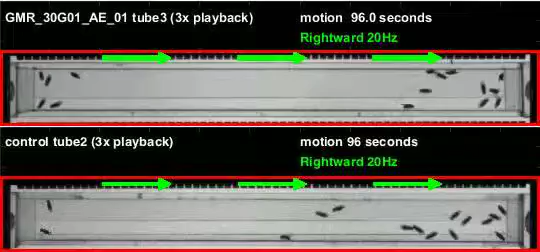 GMR_30G01_AE_01 tube3 (3x playback) motion  96.0 seconds
Rightward 20Hz
control tube2 (3x playback) motion 96 seconds
Rightward 20Hz